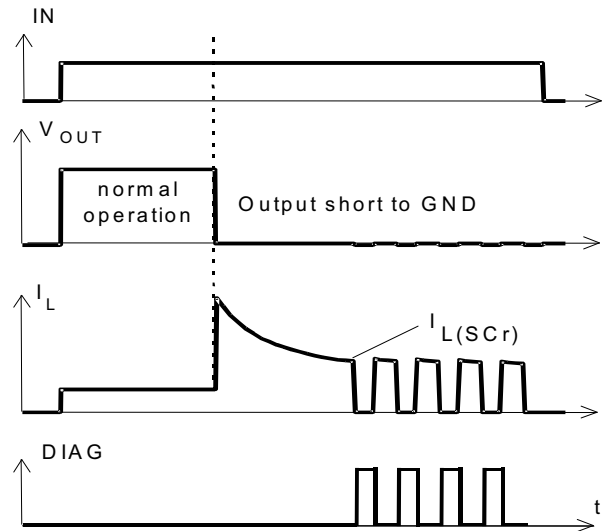 IN
V OUT
normal
operation
Output short to GND
I L
I L(SCr)
DIAG
t